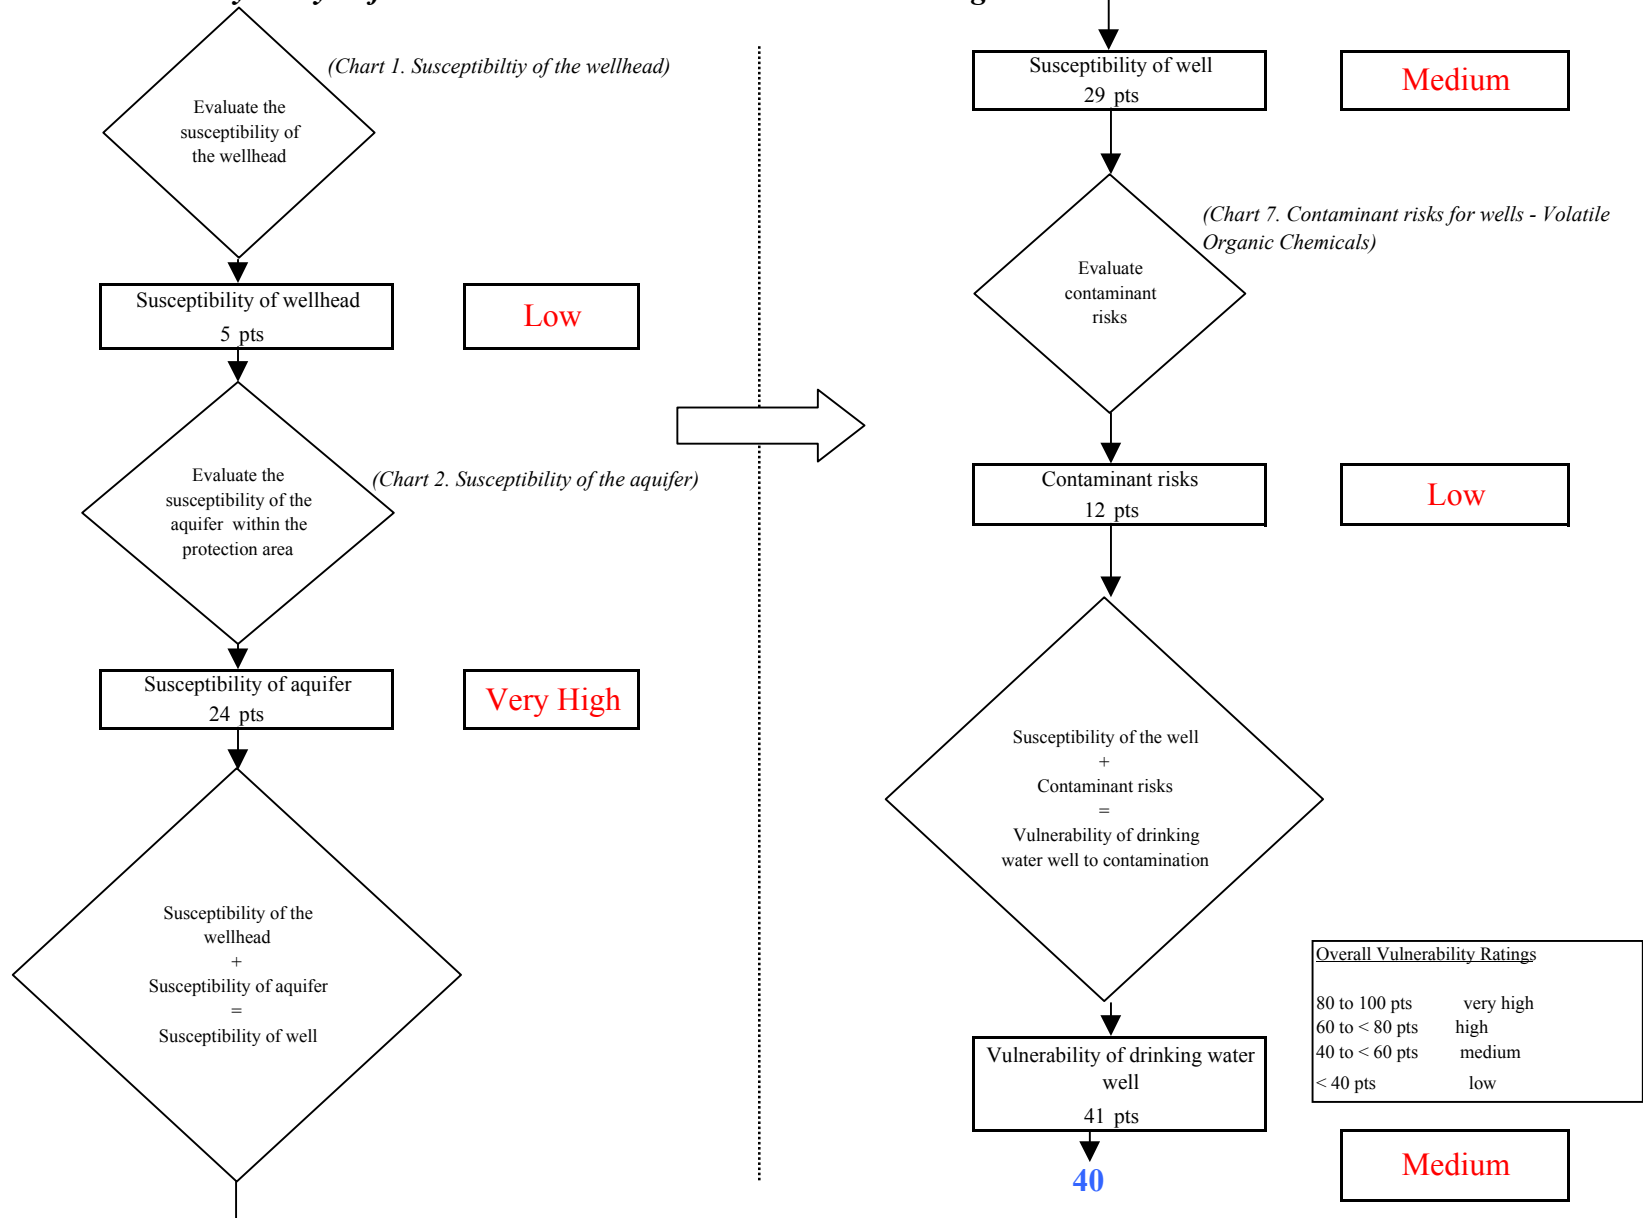 (Chart 1. Susceptibiltiy of the wellhead)
Evaluate the
susceptibility of
the wellhead
Susceptibility of wellhead
5 pts
Low
(Chart 2. Susceptibility of the aquifer)
Evaluate the
susceptibility of the
aquifer within the
protection area
Susceptibility of aquifer
24 pts
Very High
Susceptibility of the
wellhead
+
Susceptibility of aquifer
=
Susceptibility of well
Susceptibility of well
29 pts
Medium
(Chart 7. Contaminant risks for wells - Volatile
Organic Chemicals)
Evaluate
contaminant
risks
Contaminant risks
12 pts
Low
Susceptibility of the well
+
Contaminant risks
=
Vulnerability of drinking
water well to contamination
Overall Vulnerability Ratings
80 to 100 pts very high
60 to < 80 pts high
40 to < 60 pts medium
< 40 pts low
Vulnerability of drinking water
well
41 pts
40
Medium